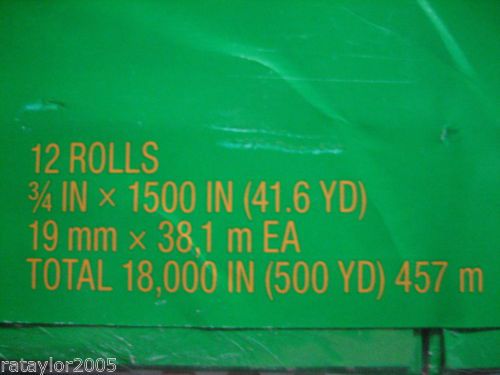 12 ROLLS
¾ IN × 1500 IN (41.6 YD)
19 mm × 38,1 m EA
TOTAL 18,000 IN (500 YD) 457 m
rataylor2005